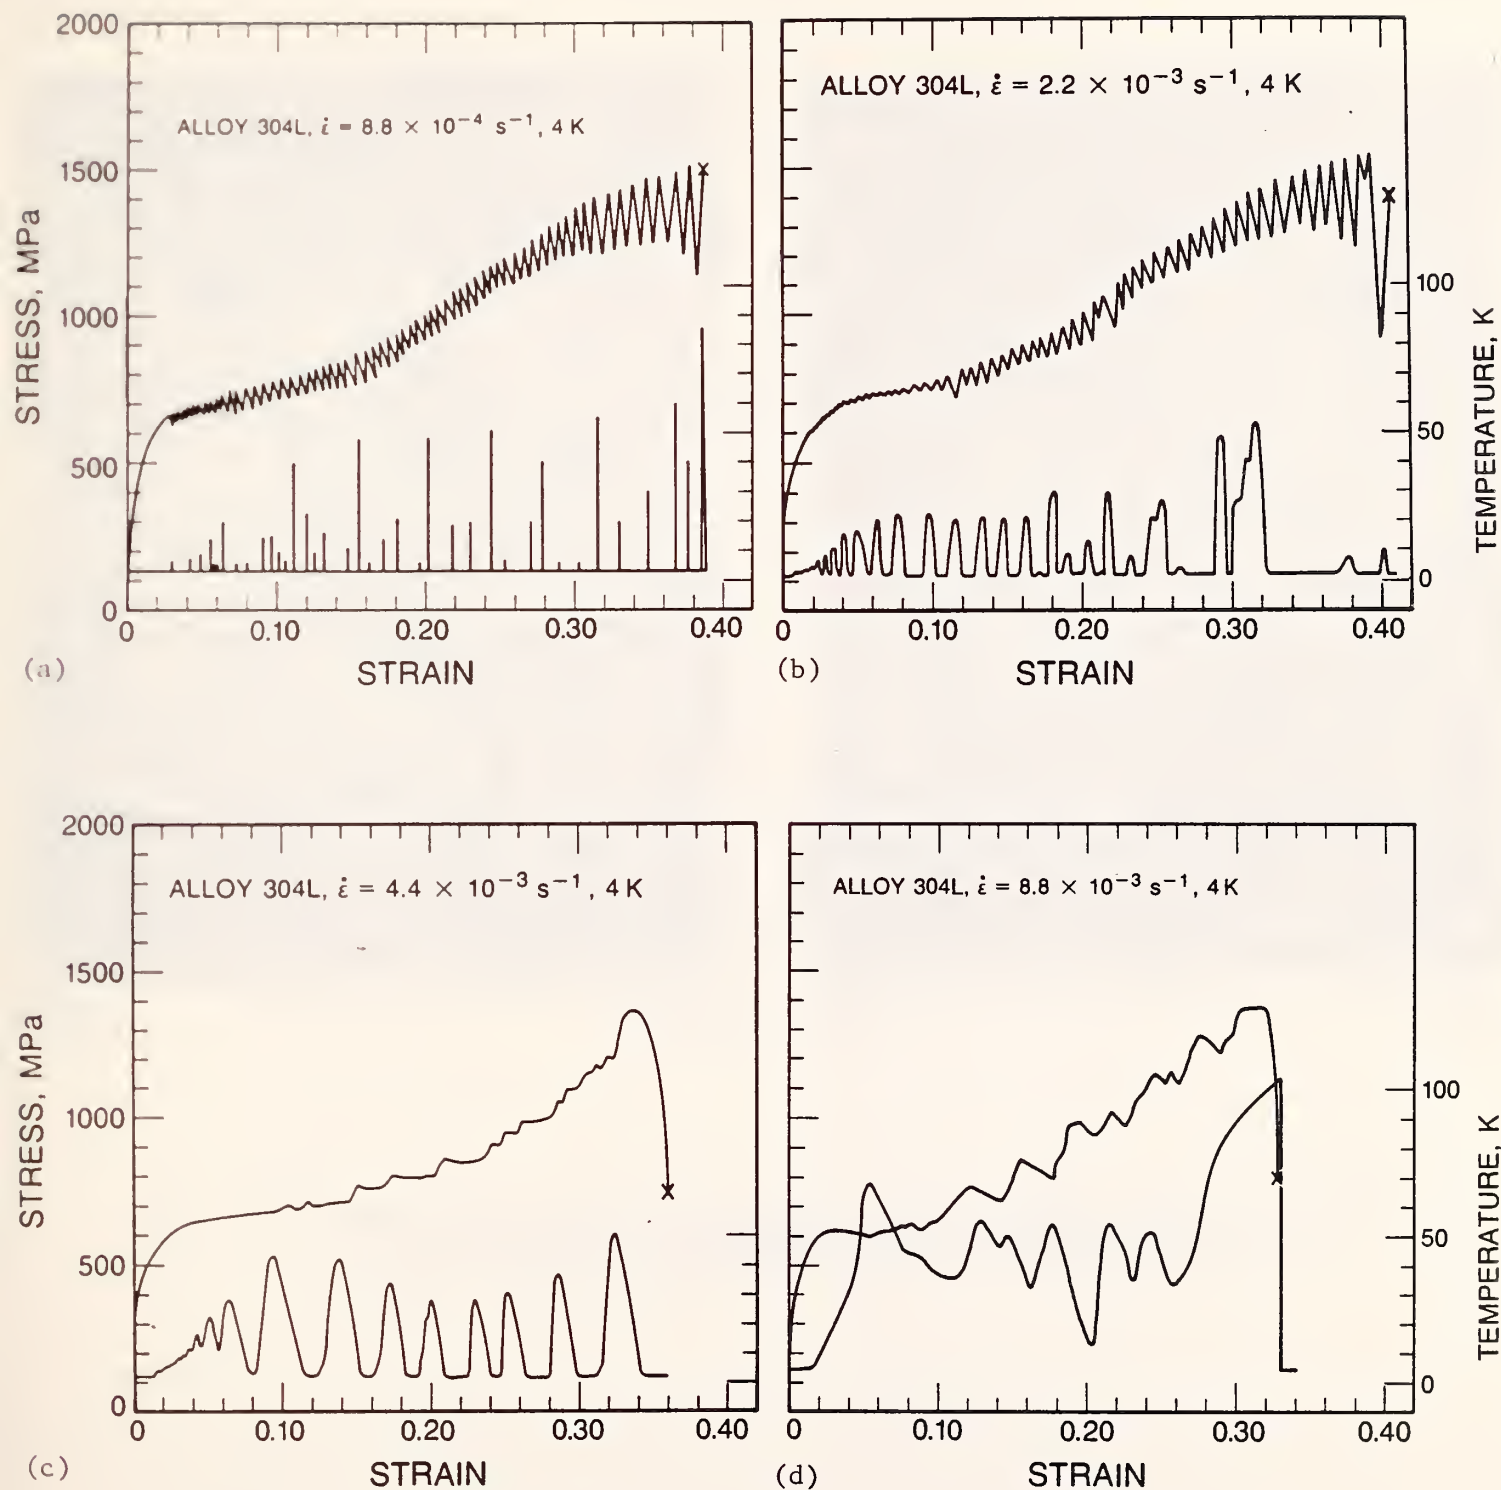 2000
1500
1000
500
0
STRESS, MPa
ALLOY 304L, ε̇ = 8.8 × 10⁻⁴ s⁻¹, 4 K
0 0.10 0.20 0.30 0.40
(a) STRAIN
ALLOY 304L, ε̇ = 2.2 × 10⁻³ s⁻¹, 4 K
100
50
0
TEMPERATURE, K
0 0.10 0.20 0.30 0.40
(b) STRAIN
2000
1500
1000
500
0
STRESS, MPa
ALLOY 304L, ε̇ = 4.4 × 10⁻³ s⁻¹, 4 K
0 0.10 0.20 0.30 0.40
(c) STRAIN
ALLOY 304L, ε̇ = 8.8 × 10⁻³ s⁻¹, 4K
100
50
0
TEMPERATURE, K
0 0.10 0.20 0.30 0.40
(d) STRAIN